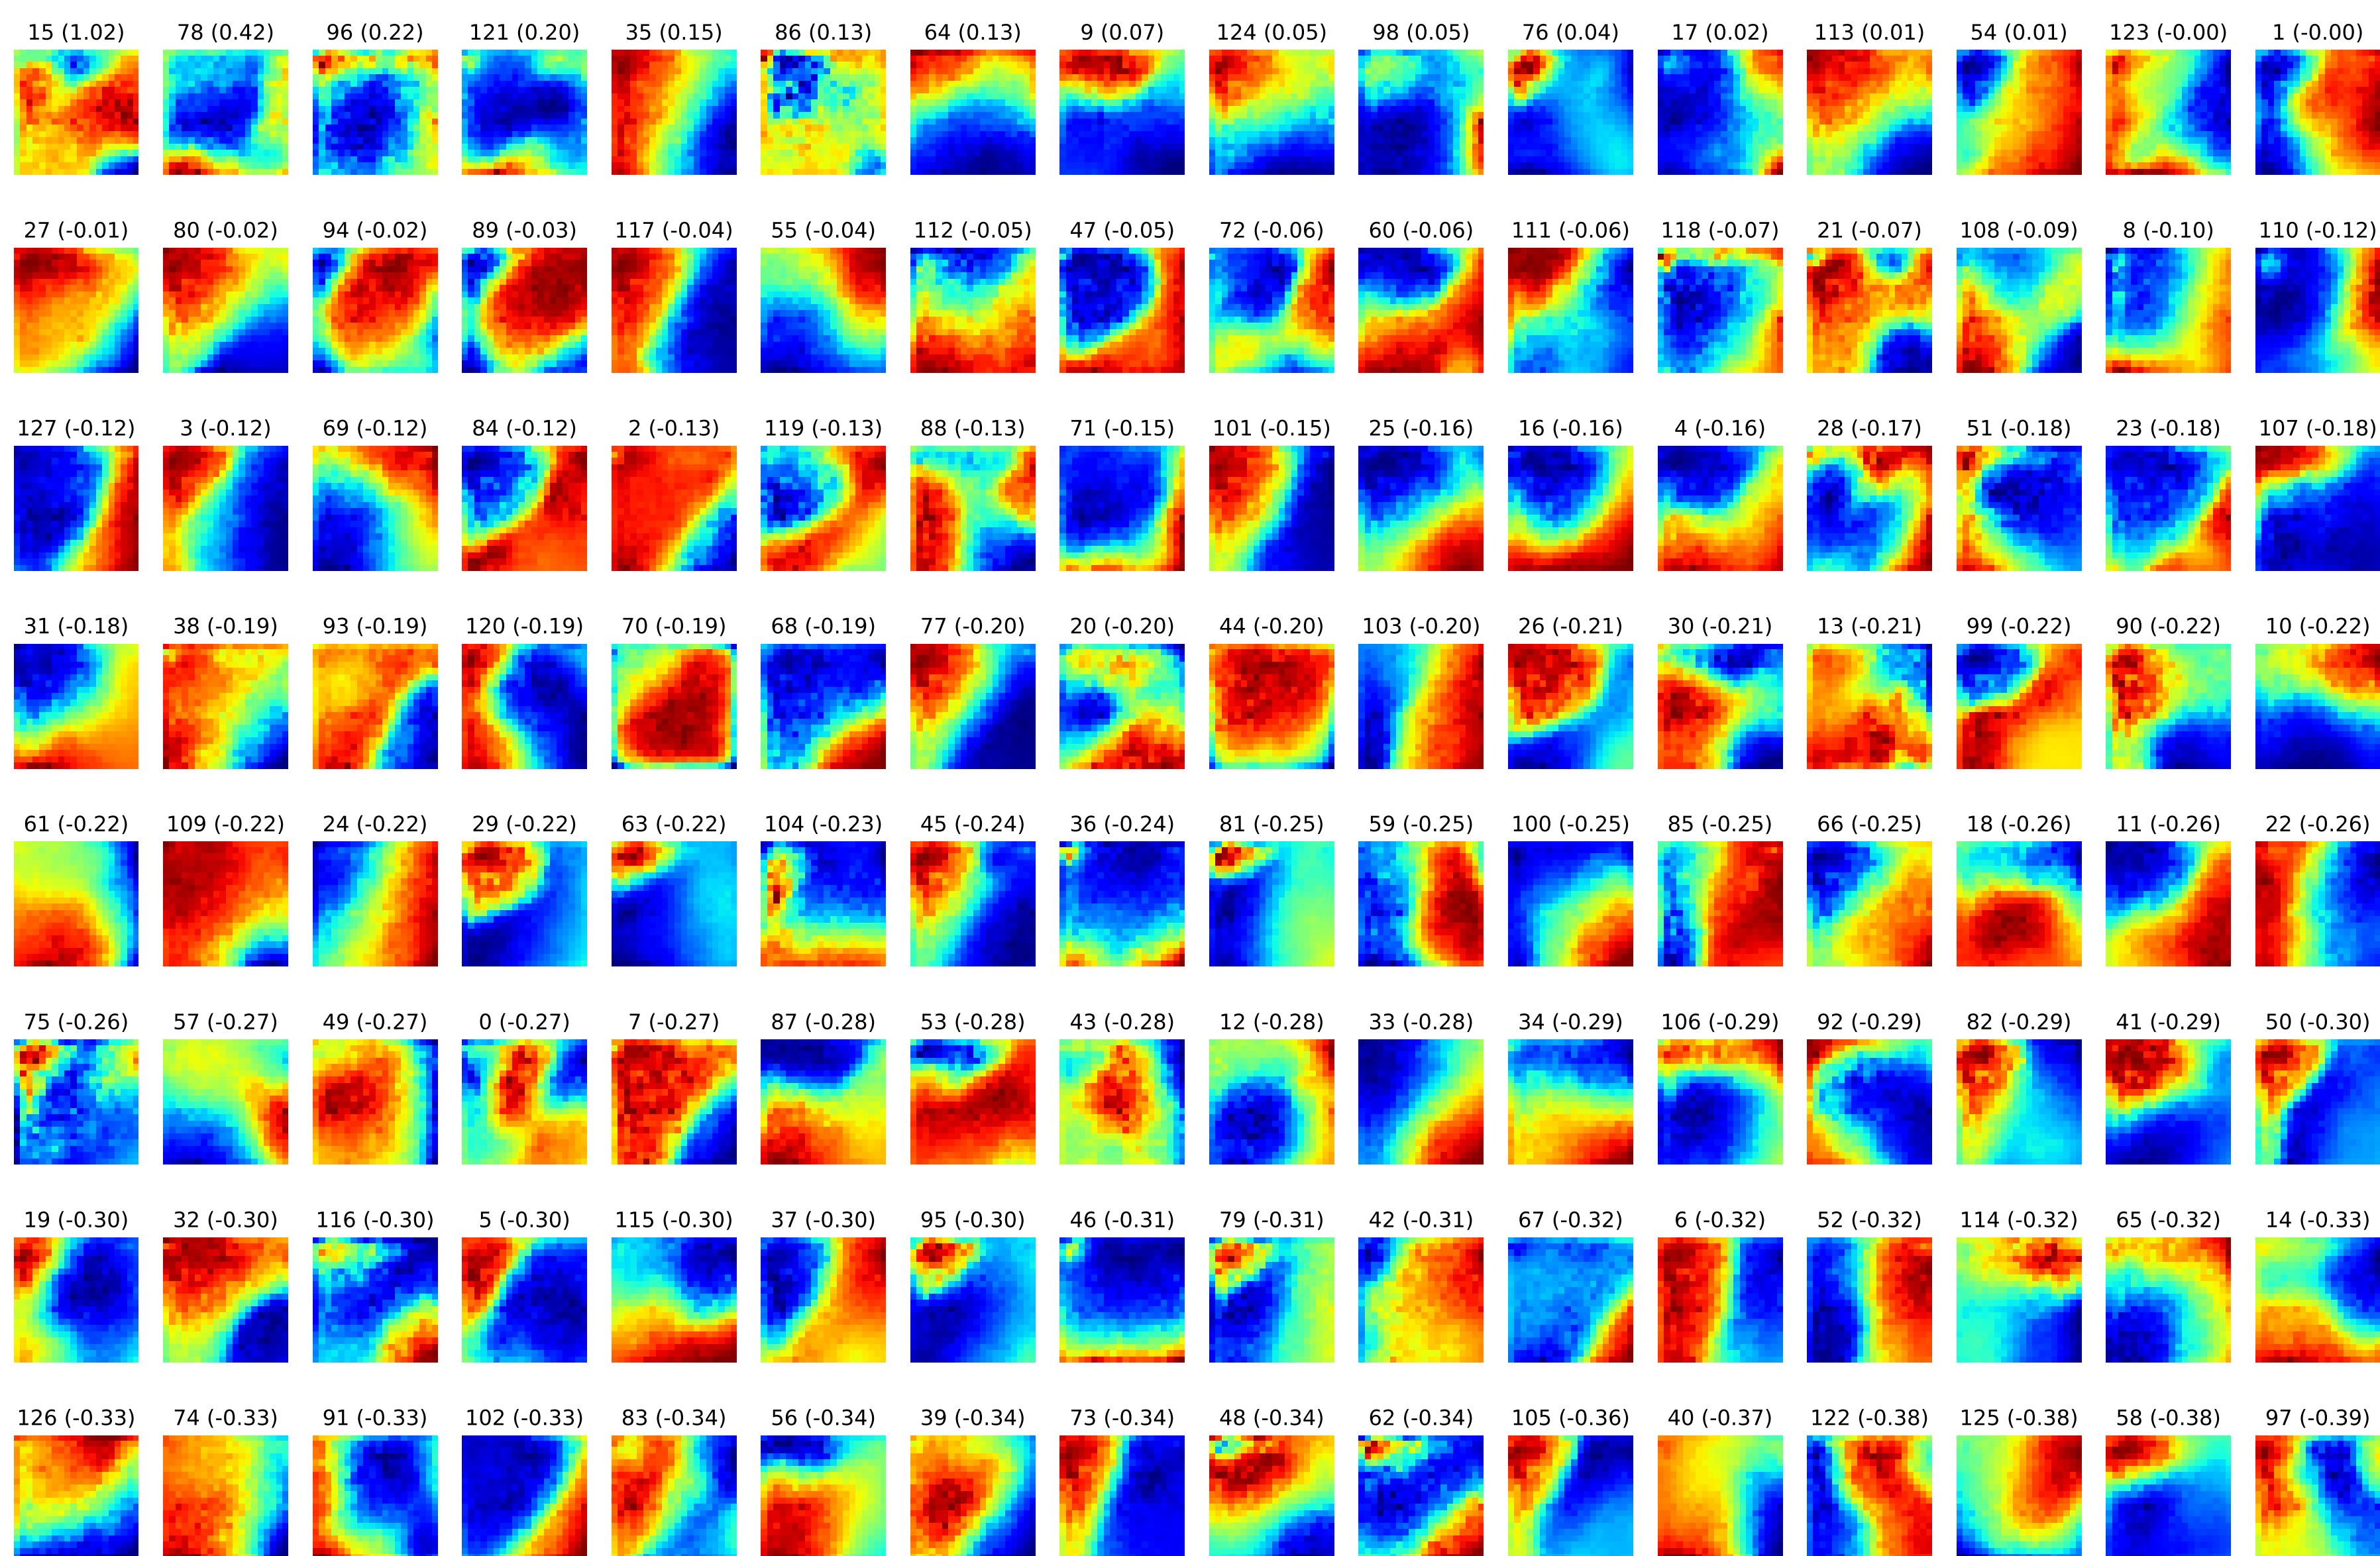 15 (1.02) 78 (0.42) 96 (0.22) 121 (0.20) 35 (0.15) 86 (0.13) 64 (0.13) 9 (0.07) 124 (0.05) 98 (0.05) 76 (0.04) 17 (0.02) 113 (0.01) 54 (0.01) 123 (-0.00) 1 (-0.00)
27 (-0.01) 80 (-0.02) 94 (-0.02) 89 (-0.03) 117 (-0.04) 55 (-0.04) 112 (-0.05) 47 (-0.05) 72 (-0.06) 60 (-0.06) 111 (-0.06) 118 (-0.07) 21 (-0.07) 108 (-0.09) 8 (-0.10) 110 (-0.12)
127 (-0.12) 3 (-0.12) 69 (-0.12) 84 (-0.12) 2 (-0.13) 119 (-0.13) 88 (-0.13) 71 (-0.15) 101 (-0.15) 25 (-0.16) 16 (-0.16) 4 (-0.16) 28 (-0.17) 51 (-0.18) 23 (-0.18) 107 (-0.18)
31 (-0.18) 38 (-0.19) 93 (-0.19) 120 (-0.19) 70 (-0.19) 68 (-0.19) 77 (-0.20) 20 (-0.20) 44 (-0.20) 103 (-0.20) 26 (-0.21) 30 (-0.21) 13 (-0.21) 99 (-0.22) 90 (-0.22) 10 (-0.22)
61 (-0.22) 109 (-0.22) 24 (-0.22) 29 (-0.22) 63 (-0.22) 104 (-0.23) 45 (-0.24) 36 (-0.24) 81 (-0.25) 59 (-0.25) 100 (-0.25) 85 (-0.25) 66 (-0.25) 18 (-0.26) 11 (-0.26) 22 (-0.26)
75 (-0.26) 57 (-0.27) 49 (-0.27) 0 (-0.27) 7 (-0.27) 87 (-0.28) 53 (-0.28) 43 (-0.28) 12 (-0.28) 33 (-0.28) 34 (-0.29) 106 (-0.29) 92 (-0.29) 82 (-0.29) 41 (-0.29) 50 (-0.30)
19 (-0.30) 32 (-0.30) 116 (-0.30) 5 (-0.30) 115 (-0.30) 37 (-0.30) 95 (-0.30) 46 (-0.31) 79 (-0.31) 42 (-0.31) 67 (-0.32) 6 (-0.32) 52 (-0.32) 114 (-0.32) 65 (-0.32) 14 (-0.33)
126 (-0.33) 74 (-0.33) 91 (-0.33) 102 (-0.33) 83 (-0.34) 56 (-0.34) 39 (-0.34) 73 (-0.34) 48 (-0.34) 62 (-0.34) 105 (-0.36) 40 (-0.37) 122 (-0.38) 125 (-0.38) 58 (-0.38) 97 (-0.39)